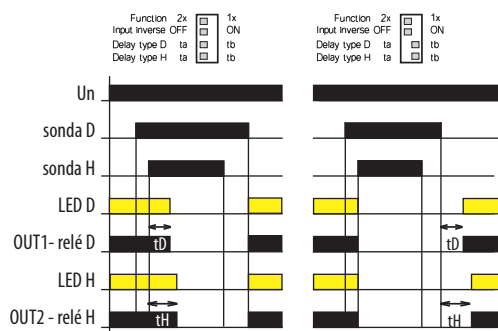 Function 2x 1x
Input inverse OFF ON
Delay type D ta tb
Delay type H ta tb
Function 2x 1x
Input inverse OFF ON
Delay type D ta tb
Delay type H ta tb
Un
sonda D
sonda H
LED D
OUT1- relé D tD tD
LED H
OUT2 - relé H tH tH